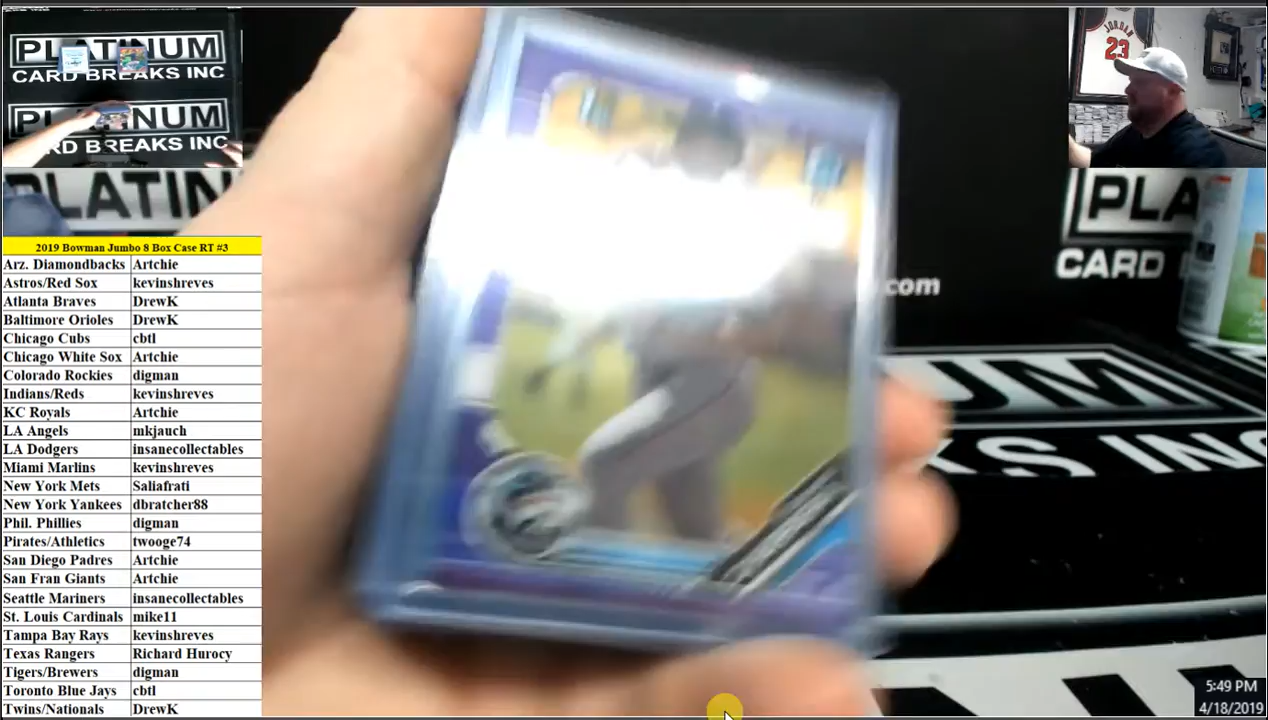 PLATINUM
CARD BREAKS INC
PLATINUM
CARD BREAKS INC
PLATIN
JORDAN
23
PLA
CARD
.com
UM
KS INC
2019 Bowman Jumbo 8 Box Case RT #3
Arz. Diamondbacks Artchie
Astros/Red Sox kevinshreves
Atlanta Braves DrewK
Baltimore Orioles DrewK
Chicago Cubs cbtl
Chicago White Sox Artchie
Colorado Rockies digman
Indians/Reds kevinshreves
KC Royals Artchie
LA Angels mkjauch
LA Dodgers insanecollectables
Miami Marlins kevinshreves
New York Mets Saliafrati
New York Yankees dbratcher88
Phil. Phillies digman
Pirates/Athletics twooge74
San Diego Padres Artchie
San Fran Giants Artchie
Seattle Mariners insanecollectables
St. Louis Cardinals mike11
Tampa Bay Rays kevinshreves
Texas Rangers Richard Hurocy
Tigers/Brewers digman
Toronto Blue Jays cbtl
Twins/Nationals DrewK
5:49 PM
4/18/2019